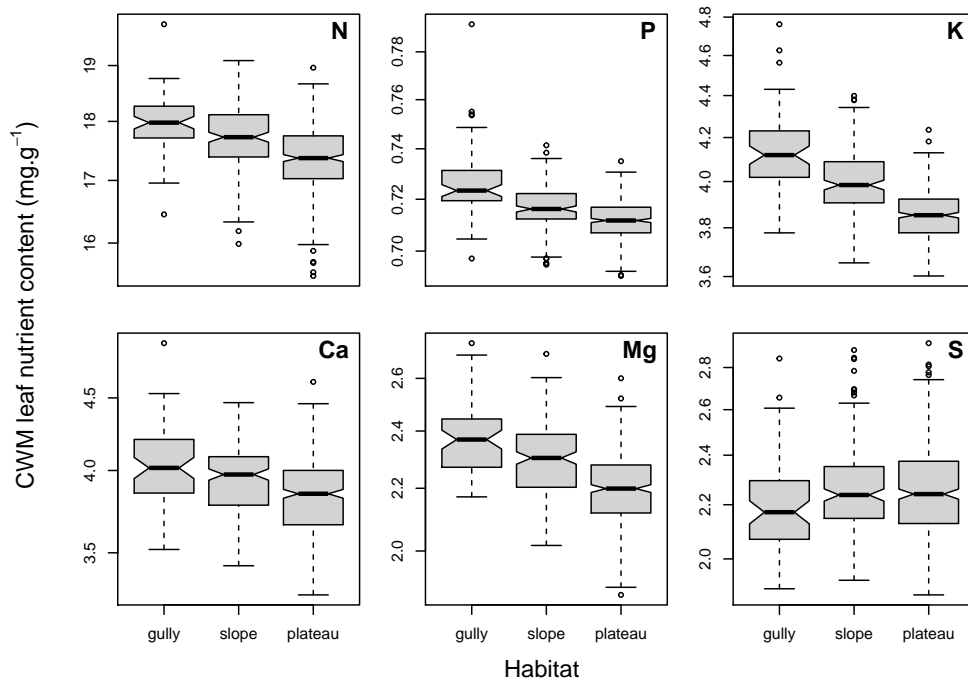 CWM leaf nutrient content (mg.g⁻¹)
N
19
18
17
16
P
0.78
0.76
0.74
0.72
0.70
K
4.8
4.6
4.4
4.2
4.0
3.8
3.6
Ca
4.5
4.0
3.5
gully slope plateau
Mg
2.6
2.4
2.2
2.0
gully slope plateau
S
2.8
2.6
2.4
2.2
2.0
gully slope plateau
Habitat